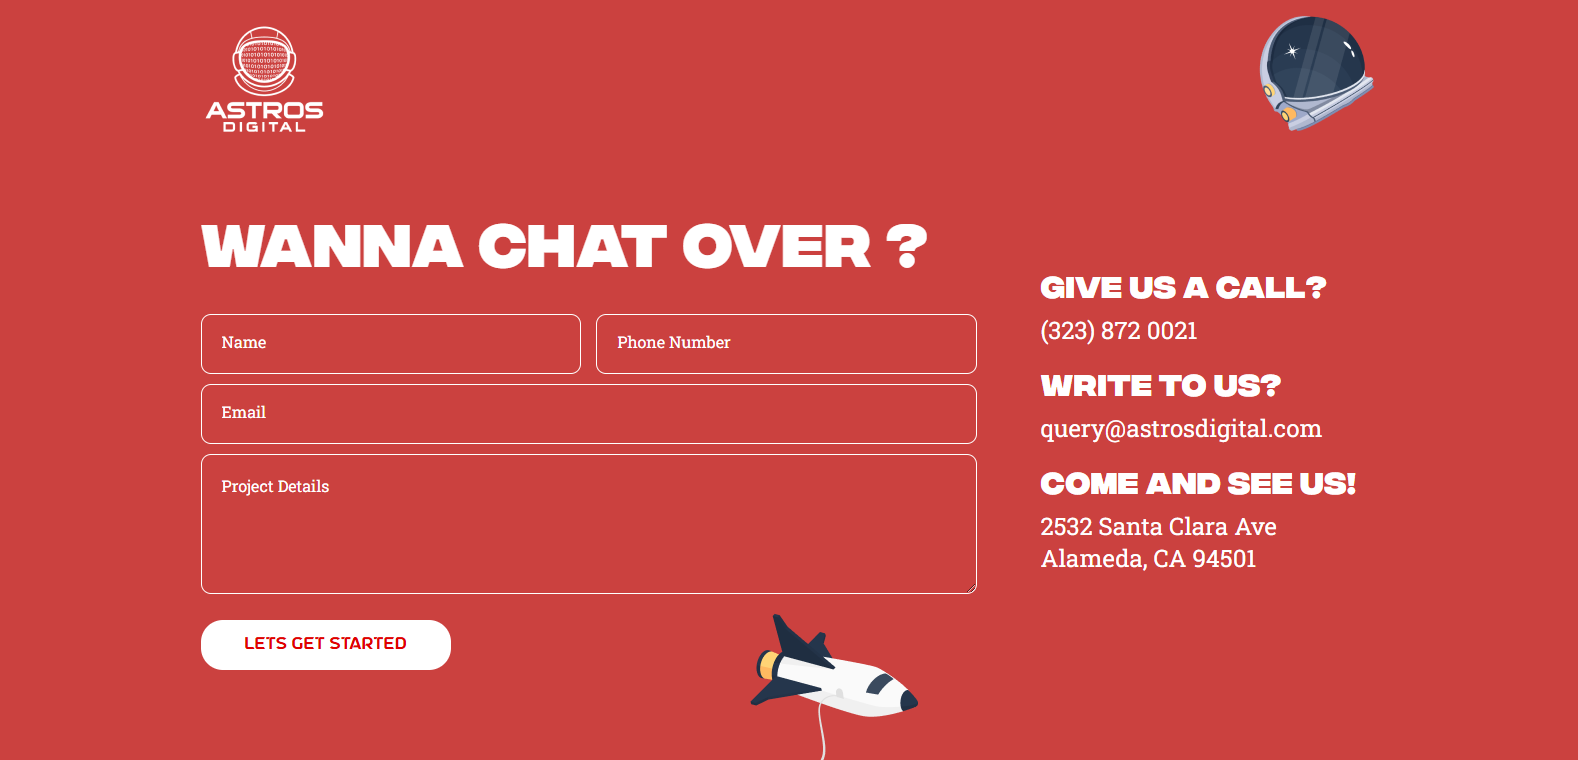 ASTROS
DIGITAL
WANNA CHAT OVER ?
Name
Phone Number
Email
Project Details
LETS GET STARTED
GIVE US A CALL?
(323) 872 0021
WRITE TO US?
query@astrosdigital.com
COME AND SEE US!
2532 Santa Clara Ave
Alameda, CA 94501